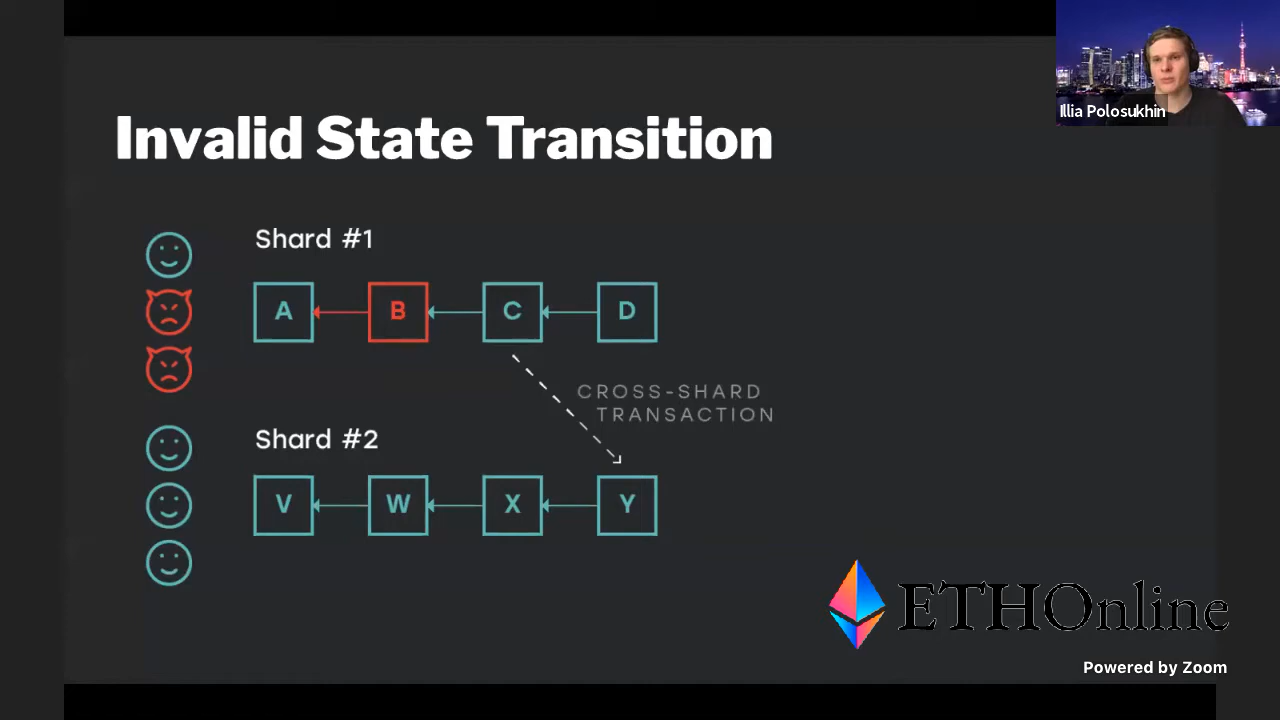 Illia Polosukhin
Invalid State Transition
Shard #1
A
B
C
D
CROSS-SHARD
TRANSACTION
Shard #2
V
W
X
Y
ETHOnline
Powered by Zoom